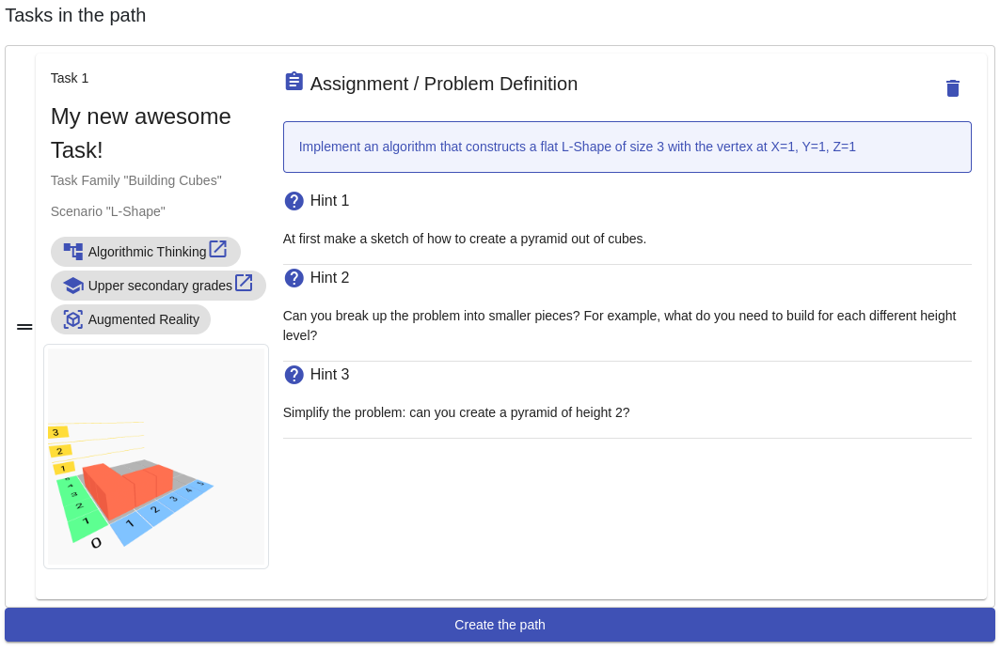 Tasks in the path
Task 1
My new awesome
Task!
Task Family "Building Cubes"
Scenario "L-Shape"
Algorithmic Thinking
Upper secondary grades
Augmented Reality
3
2
1
1
2
3
4
5
1
2
3
4
5
0
Assignment / Problem Definition
Implement an algorithm that constructs a flat L-Shape of size 3 with the vertex at X=1, Y=1, Z=1
Hint 1
At first make a sketch of how to create a pyramid out of cubes.
Hint 2
Can you break up the problem into smaller pieces? For example, what do you need to build for each different height
level?
Hint 3
Simplify the problem: can you create a pyramid of height 2?
Create the path